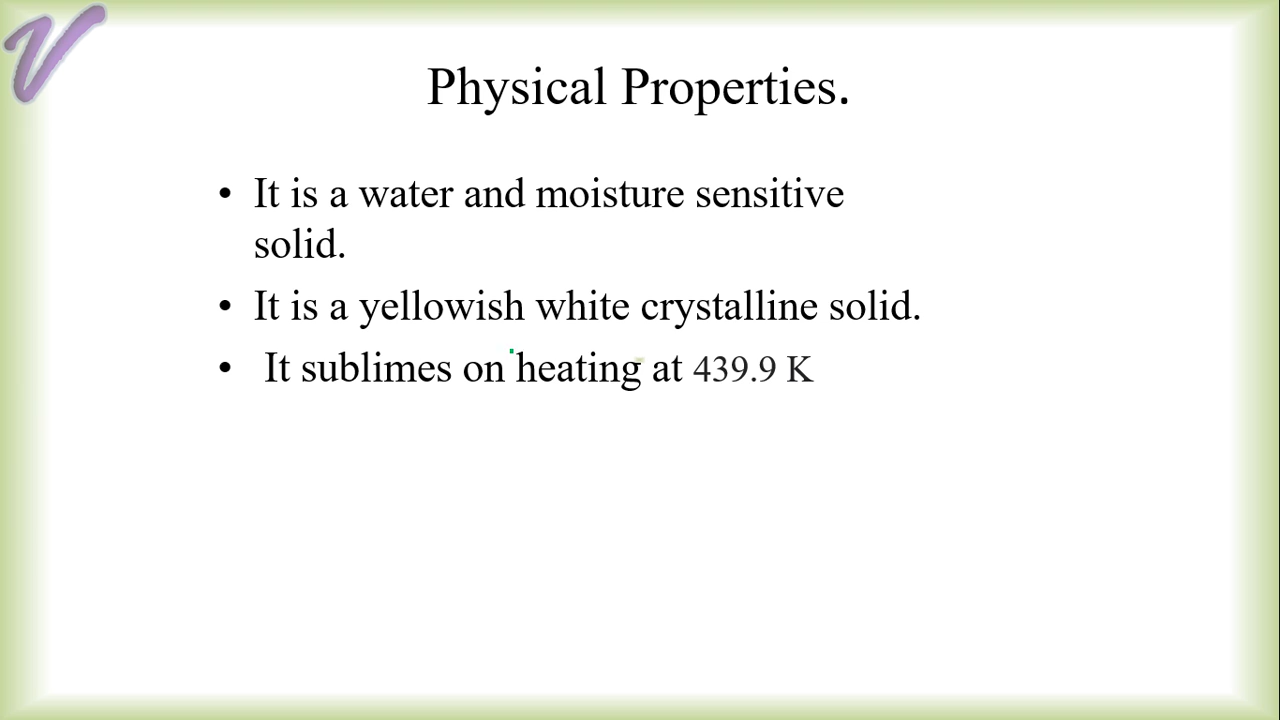 V
Physical Properties.
• It is a water and moisture sensitive
solid.
• It is a yellowish white crystalline solid.
• It sublimes on heating at 439.9 K